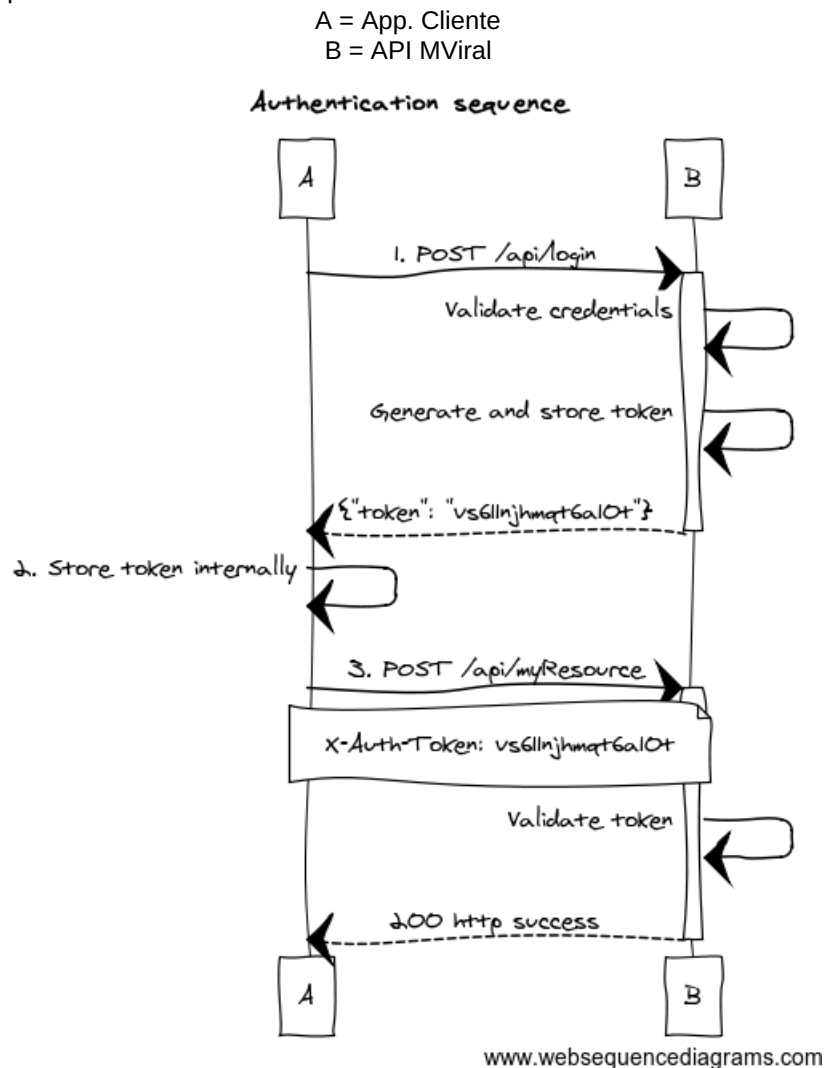 A = App. Cliente
B = API MViral
Authentication sequence
A
B
1. POST /api/login
Validate credentials
Generate and store token
{"token": "vs6llnjhmqt6al0t"}
2. Store token internally
3. POST /api/myResource
X-Auth-Token: vs6llnjhmqt6al0t
Validate token
200 http success
A
B
www.websequencediagrams.com